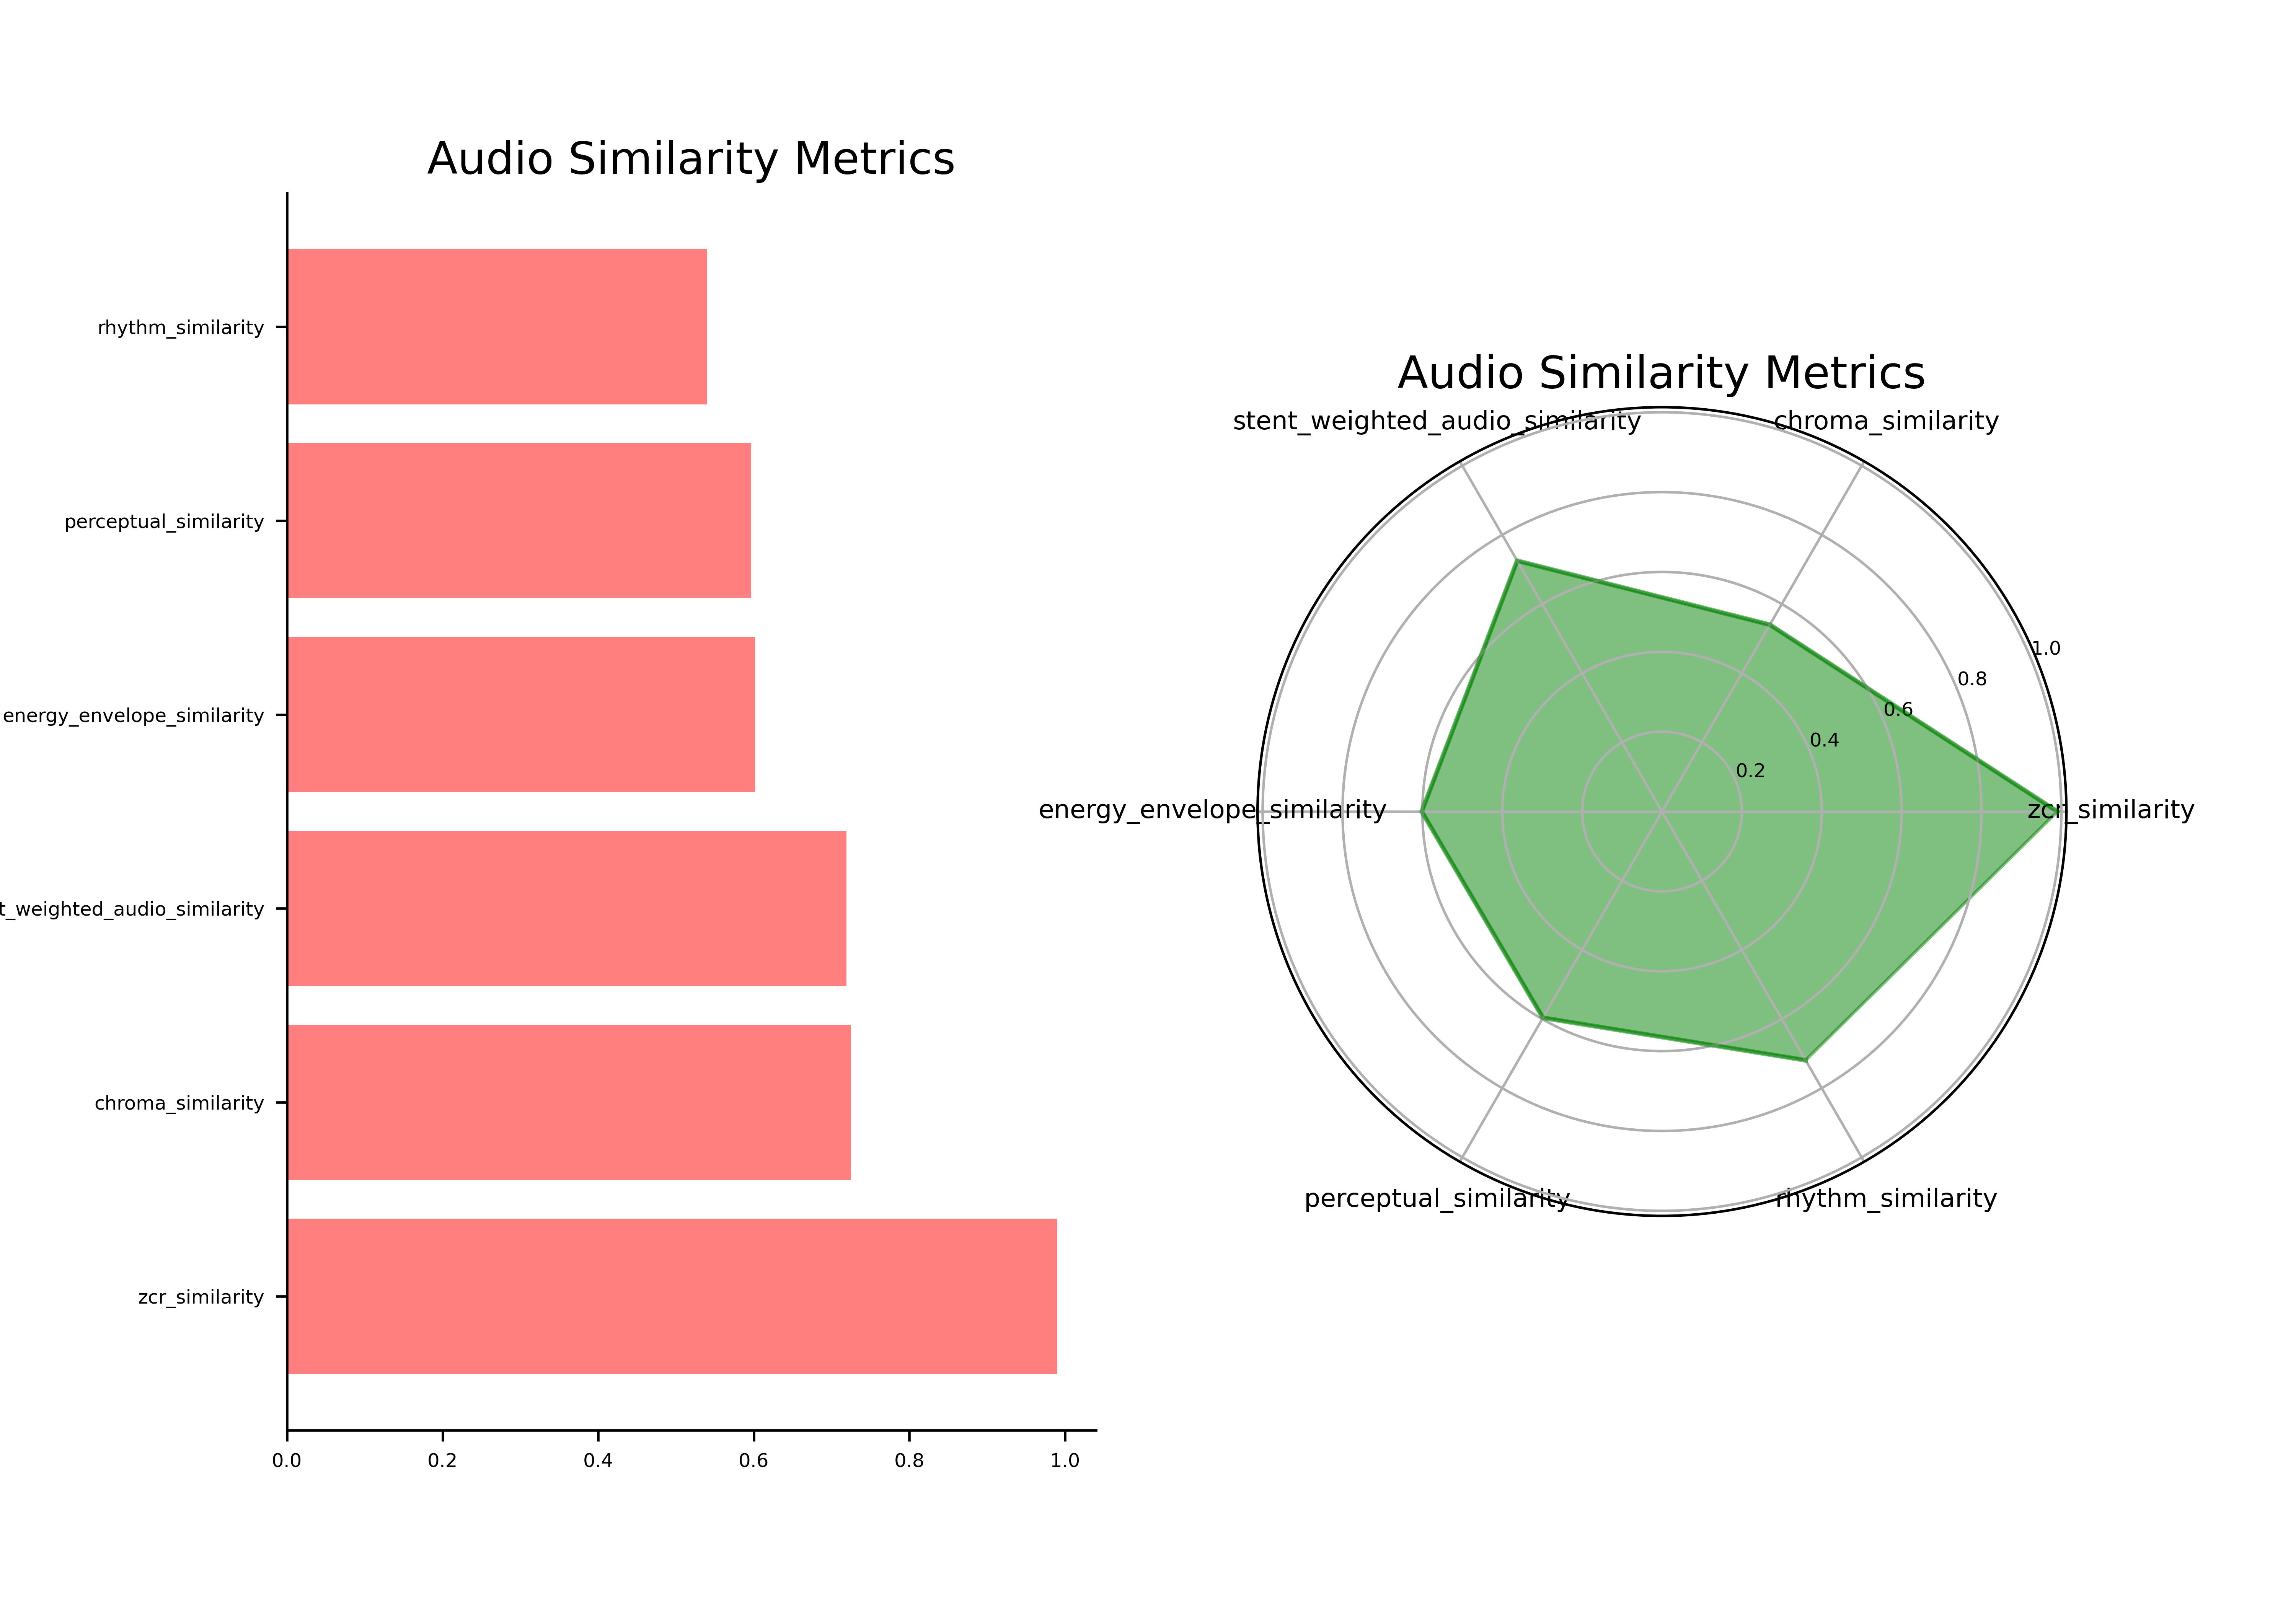 Audio Similarity Metrics
rhythm_similarity
perceptual_similarity
energy_envelope_similarity
t_weighted_audio_similarity
chroma_similarity
zcr_similarity
0.0 0.2 0.4 0.6 0.8 1.0
Audio Similarity Metrics
stent_weighted_audio_similarity
chroma_similarity
1.0
0.8
0.6
0.4
0.2
energy_envelope_similarity
zcr_similarity
perceptual_similarity
rhythm_similarity